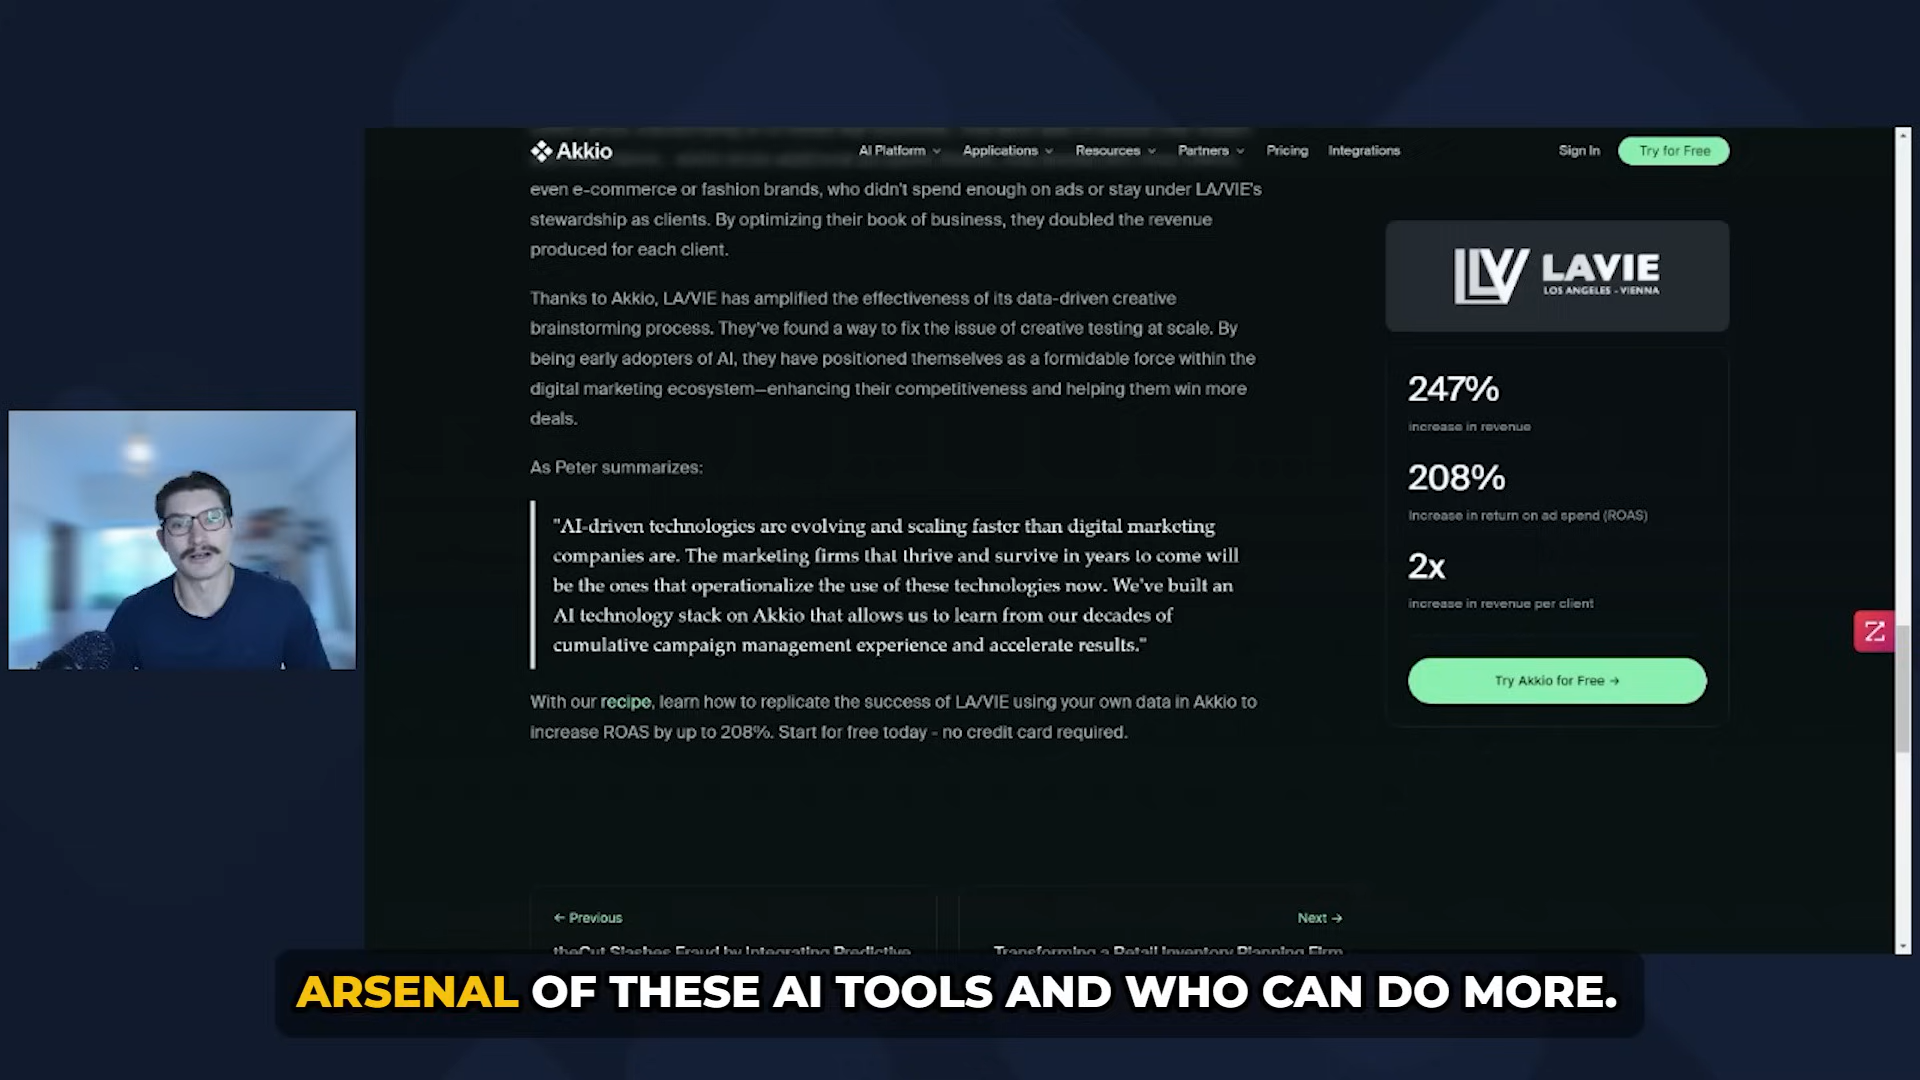 Akkio
AI Platform
Applications
Resources
Partners
Pricing
Integrations
Sign In
Try for Free
even e-commerce or fashion brands, who didn't spend enough on ads or stay under LA/VIE's
stewardship as clients. By optimizing their book of business, they doubled the revenue
produced for each client.
Thanks to Akkio, LA/VIE has amplified the effectiveness of its data-driven creative
brainstorming process. They've found a way to fix the issue of creative testing at scale. By
being early adopters of AI, they have positioned themselves as a formidable force within the
digital marketing ecosystem—enhancing their competitiveness and helping them win more
deals.
As Peter summarizes:
"AI-driven technologies are evolving and scaling faster than digital marketing
companies are. The marketing firms that thrive and survive in years to come will
be the ones that operationalize the use of these technologies now. We've built an
AI technology stack on Akkio that allows us to learn from our decades of
cumulative campaign management experience and accelerate results."
With our recipe, learn how to replicate the success of LA/VIE using your own data in Akkio to
increase ROAS by up to 208%. Start for free today - no credit card required.
LV LAVIE
LOS ANGELES - VIENNA
247%
increase in revenue
208%
Increase in return on ad spend (ROAS)
2x
increase in revenue per client
Try Akkio for Free →
← Previous
theCut Slashes Fraud by Integrating Predictive
Next →
Transforming a Retail Inventory Planning Firm
ARSENAL OF THESE AI TOOLS AND WHO CAN DO MORE.